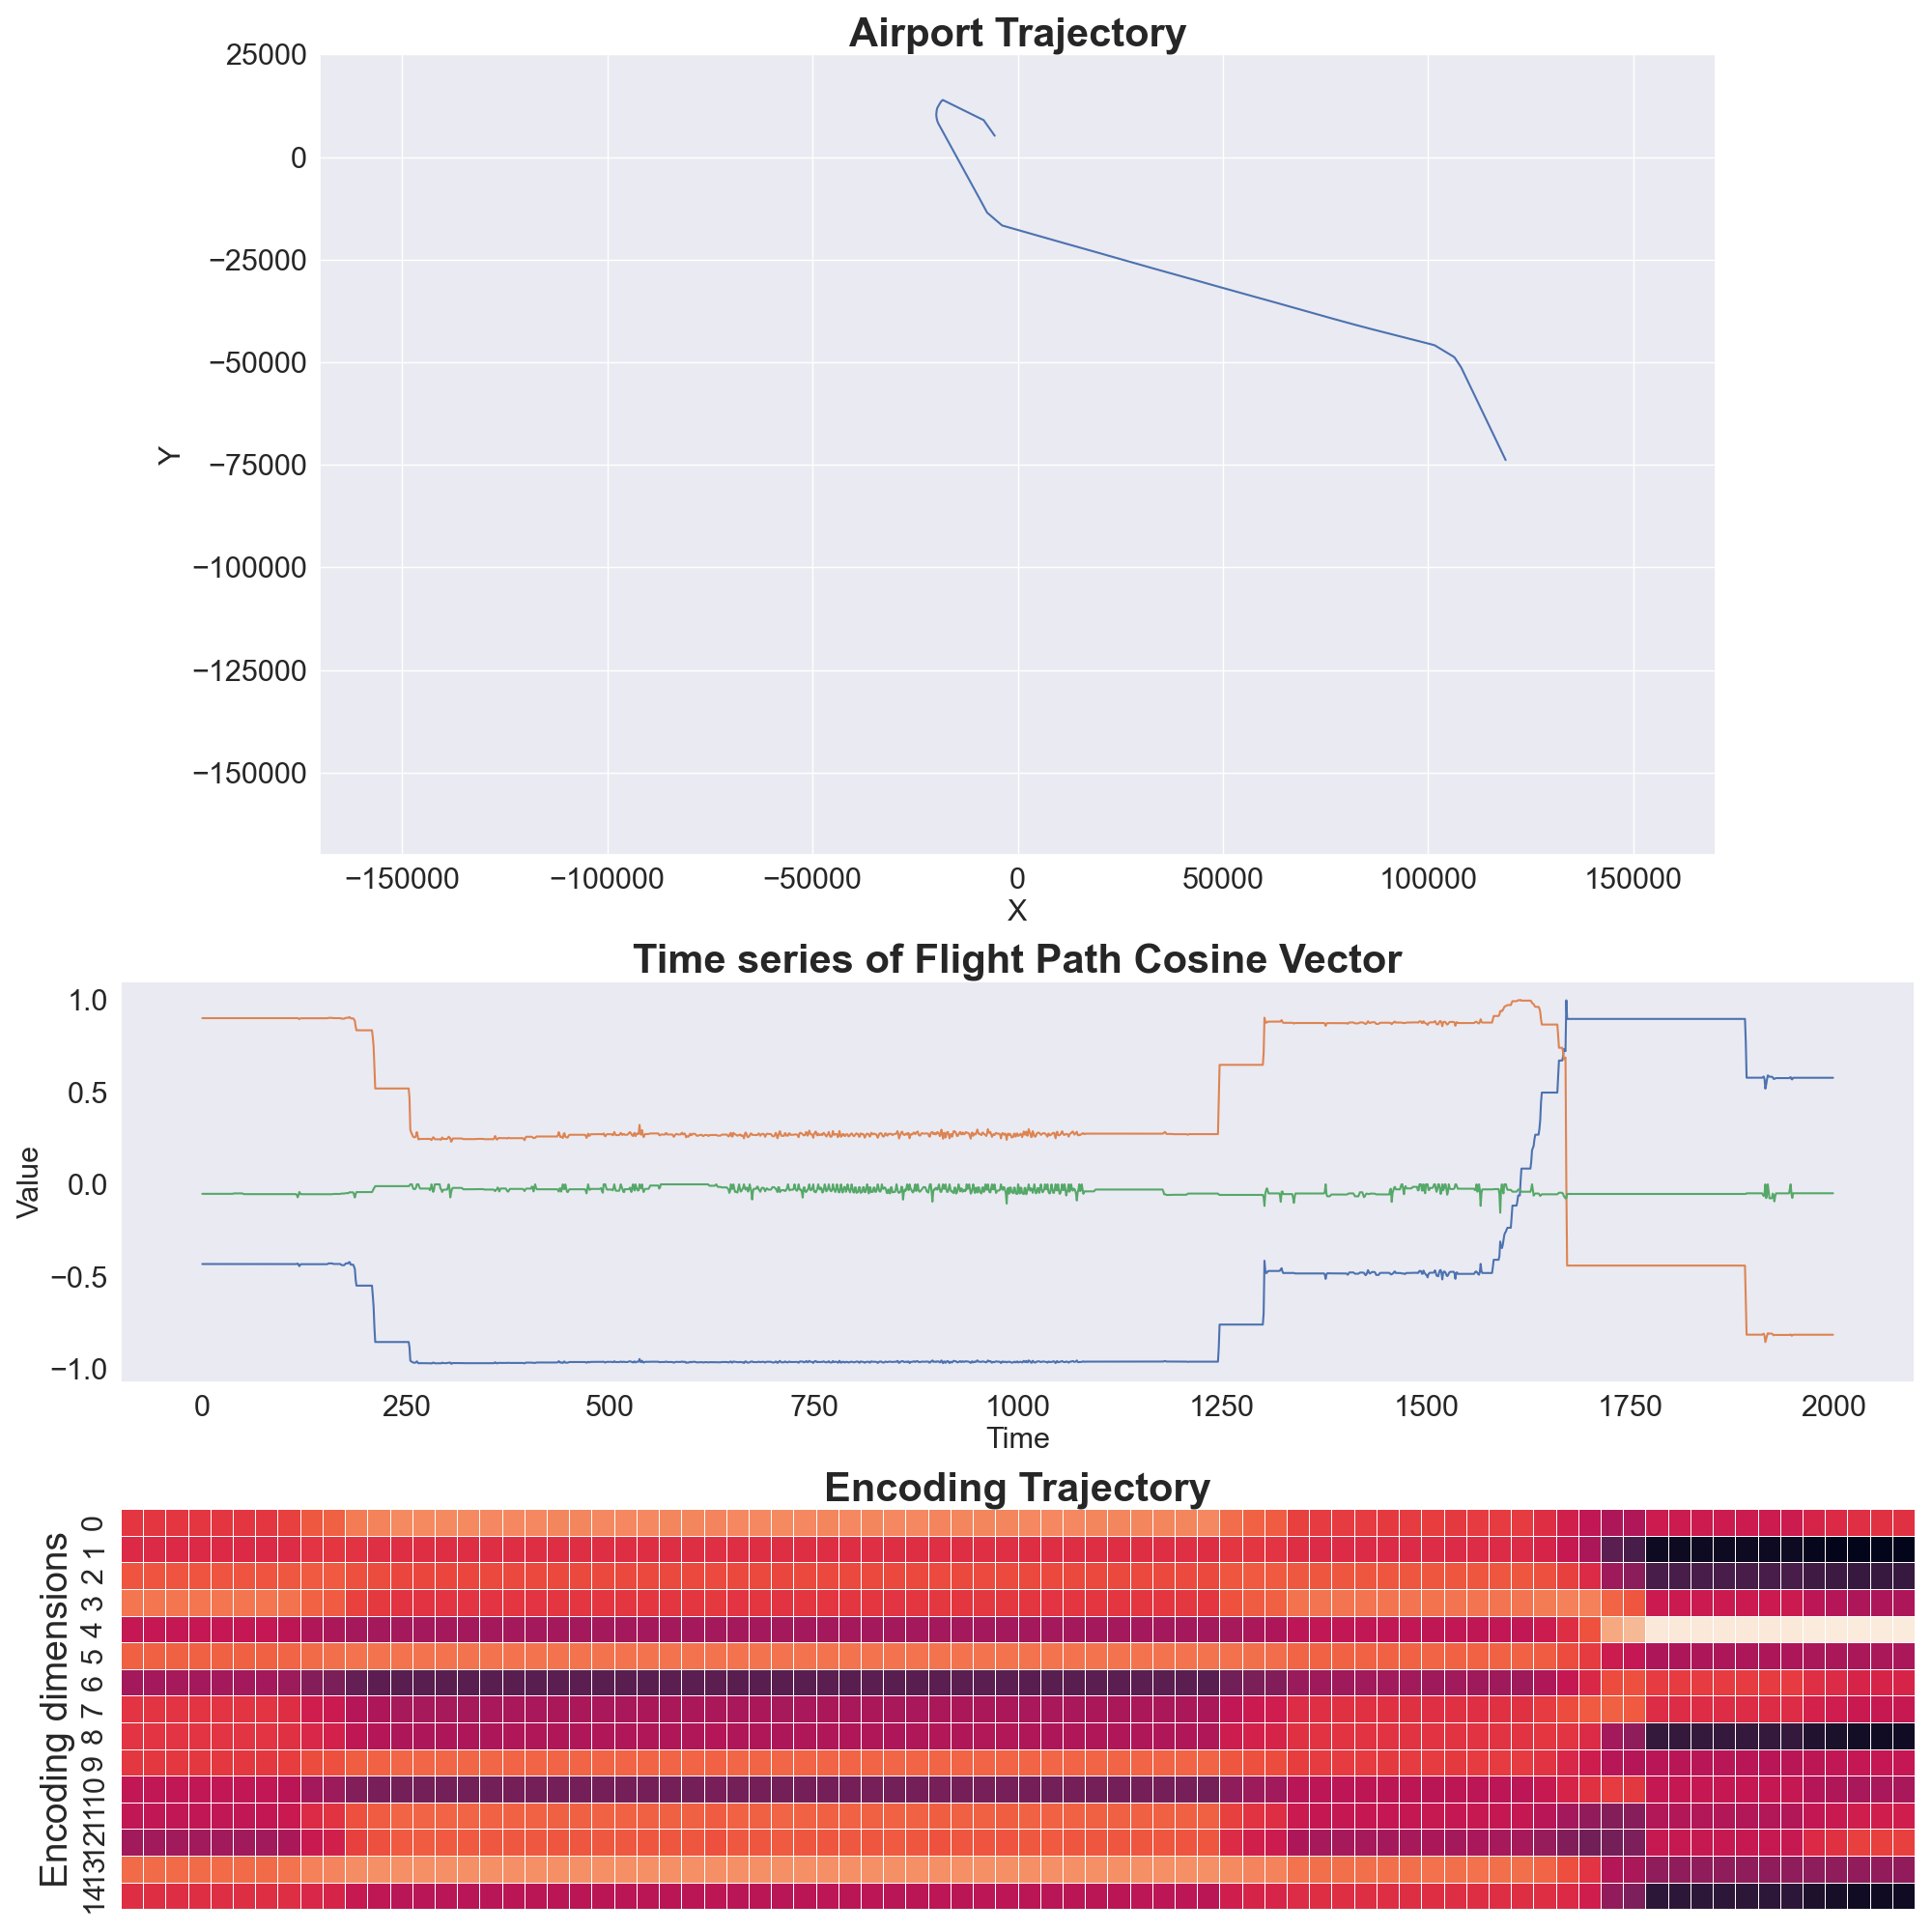 Airport Trajectory
25000
0
−25000
−50000
−75000
−100000
−125000
−150000
Y
−150000 −100000 −50000 0 50000 100000 150000
X
Time series of Flight Path Cosine Vector
1.0
0.5
0.0
−0.5
−1.0
Value
0 250 500 750 1000 1250 1500 1750 2000
Time
Encoding Trajectory
0
1
2
3
4
5
6
7
8
9
10
11
12
13
14
Encoding dimensions